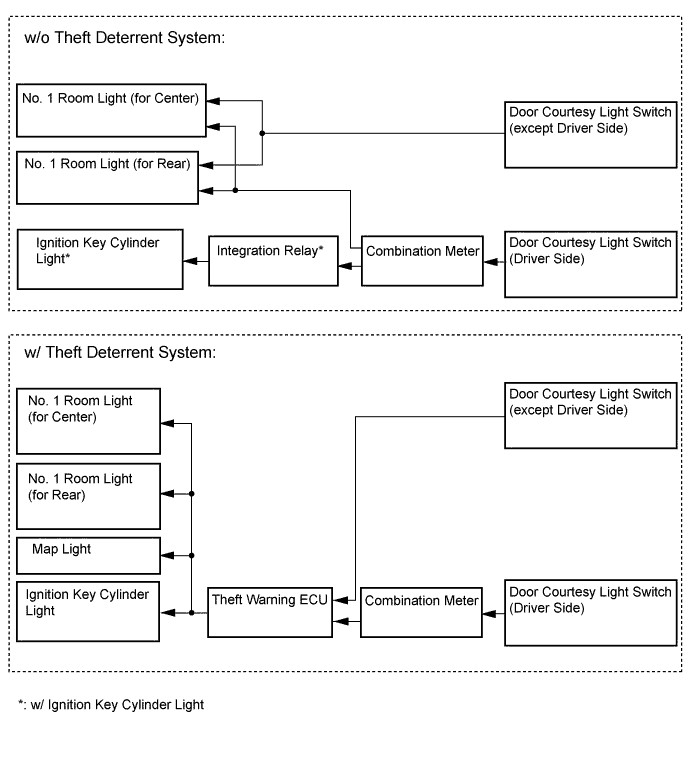 w/o Theft Deterrent System:
No. 1 Room Light (for Center)
Door Courtesy Light Switch
(except Driver Side)
No. 1 Room Light (for Rear)
Ignition Key Cylinder
Light*
Integration Relay*
Combination Meter
Door Courtesy Light Switch
(Driver Side)
w/ Theft Deterrent System:
No. 1 Room Light
(for Center)
Door Courtesy Light Switch
(except Driver Side)
No. 1 Room Light
(for Rear)
Map Light
Ignition Key Cylinder
Light
Theft Warning ECU
Combination Meter
Door Courtesy Light Switch
(Driver Side)
*: w/ Ignition Key Cylinder Light